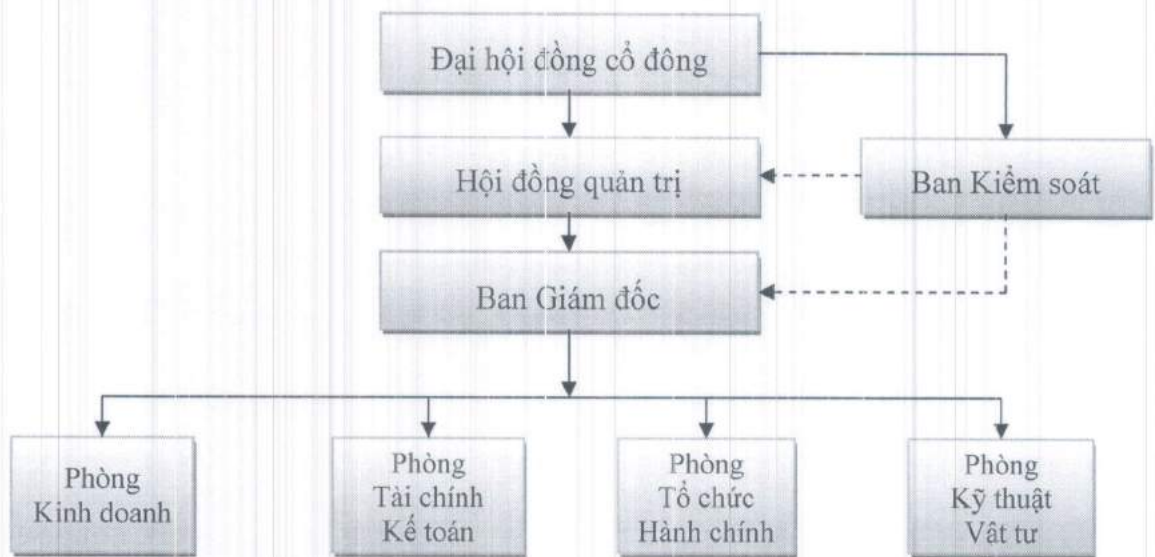 Đại hội đồng cổ đông
Hội đồng quản trị
Ban Kiểm soát
Ban Giám đốc
Phòng
Kinh doanh
Phòng
Tài chính
Kế toán
Phòng
Tổ chức
Hành chính
Phòng
Kỹ thuật
Vật tư